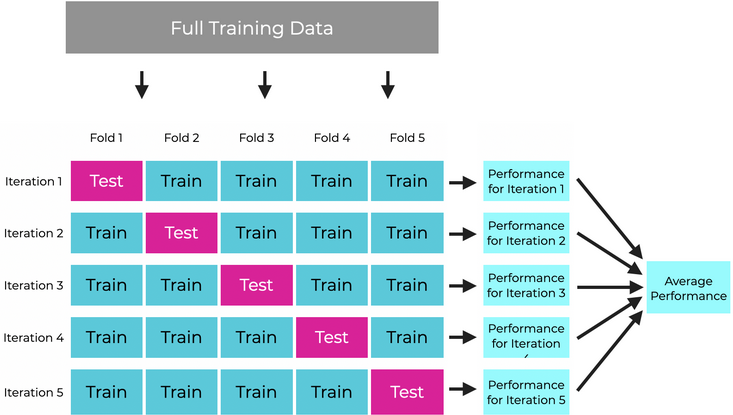 Full Training Data
Fold 1 Fold 2 Fold 3 Fold 4 Fold 5
Iteration 1 Test Train Train Train Train Performance
for Iteration 1
Iteration 2 Train Test Train Train Train Performance
for Iteration 2
Iteration 3 Train Train Test Train Train Performance
for Iteration 3
Average
Performance
Iteration 4 Train Train Train Test Train Performance
for Iteration
Iteration 5 Train Train Train Train Test Performance
for Iteration 5